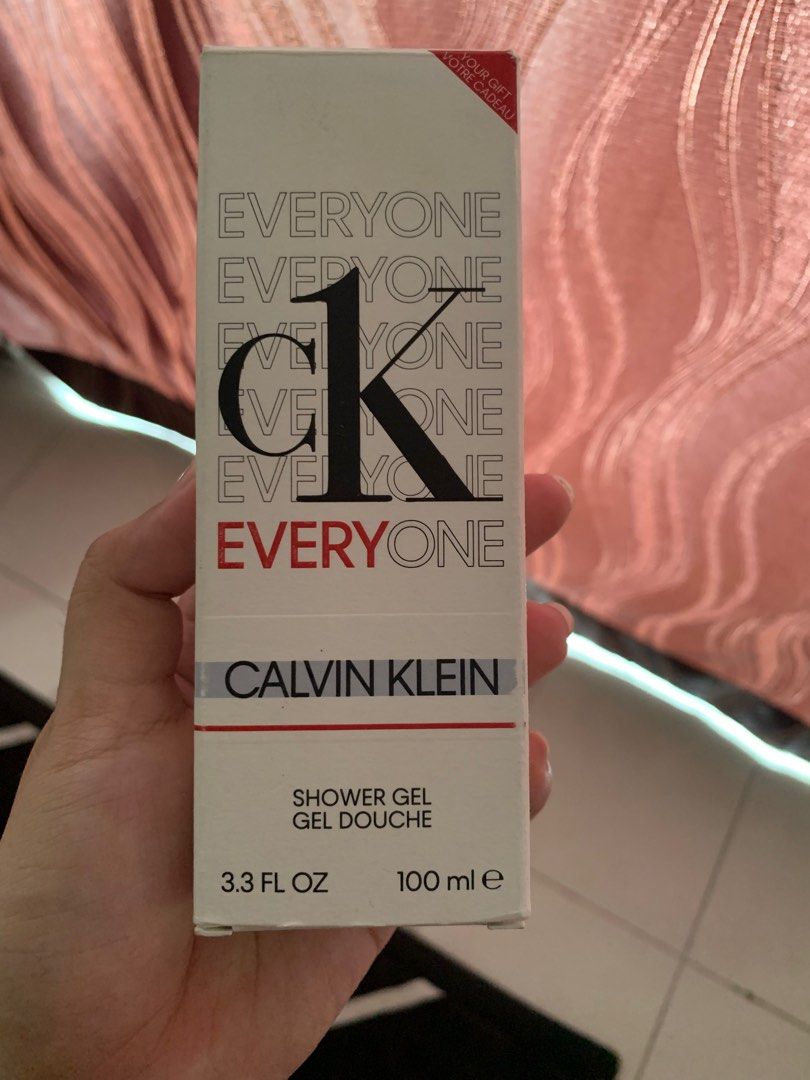 YOUR GIFT
VOTRE CADEAU
EVERYONE
EVERYONE
EVERYONE
EVERYONE
EVERYONE
cK
EVERYONE
CALVIN KLEIN
SHOWER GEL
GEL DOUCHE
3.3 FL OZ 100 ml ℮